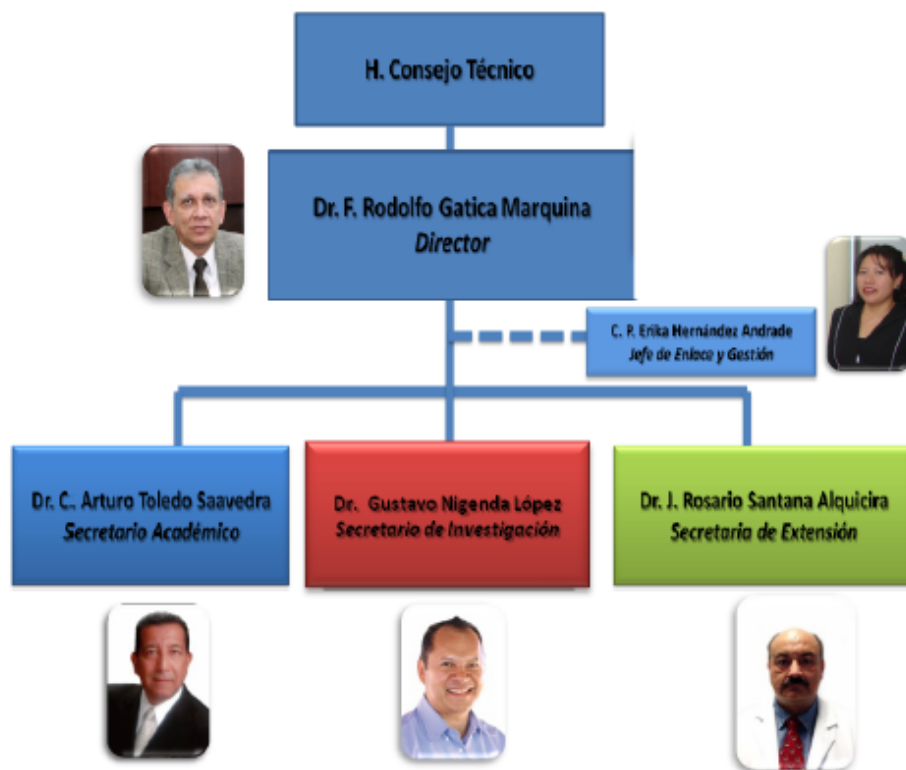 H. Consejo Técnico
Dr. F. Rodolfo Gatica Marquina
Director
C. P. Erika Hernández Andrade
Jefe de Enlace y Gestión
Dr. C. Arturo Toledo Saavedra
Secretario Académico
Dr. Gustavo Nigenda López
Secretario de Investigación
Dr. J. Rosario Santana Alquicira
Secretaria de Extensión